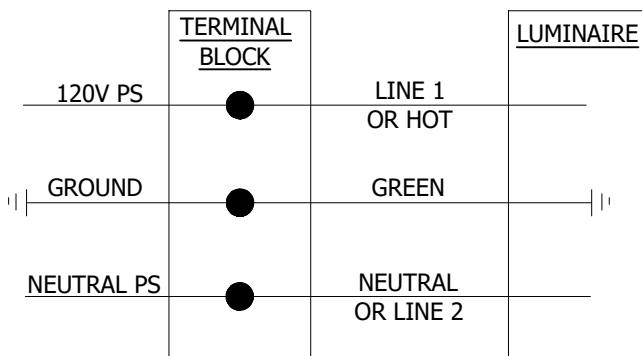 TERMINAL
BLOCK
LUMINAIRE
120V PS
LINE 1
OR HOT
GROUND
GREEN
NEUTRAL PS
NEUTRAL
OR LINE 2